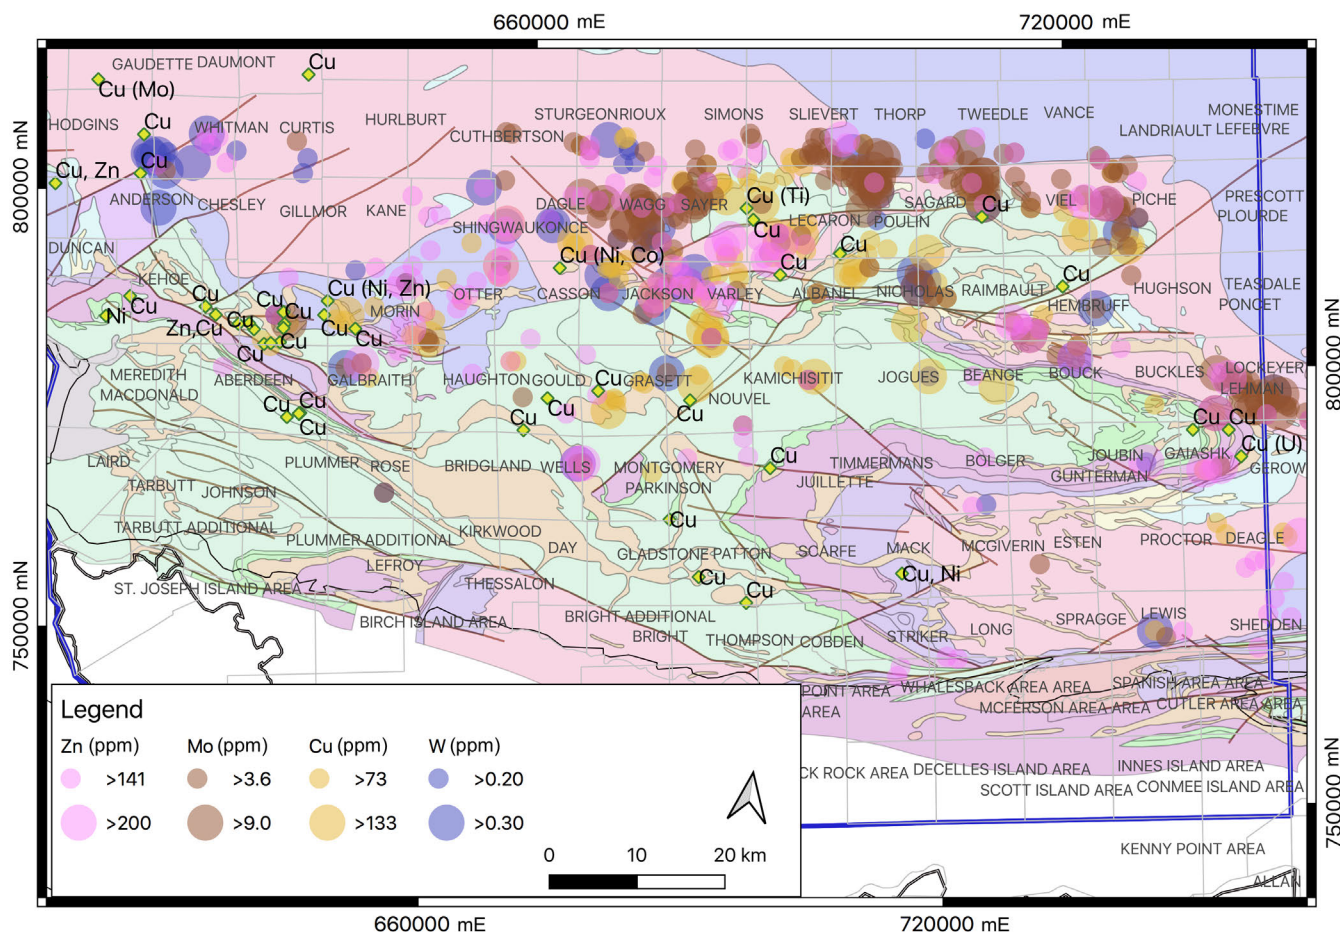 660000 mE
720000 mE
GAUDETTE DAUMONT
Cu
Cu (Mo)
HODGINS
Cu
WHITMAN
CURTIS
HURLBURT
CUTHBERTSON
STURGEON
RIOUX
SIMONS
SLIEVERT
THORP
TWEEDLE
VANCE
MONESTIME
LANDRIAULT
LEFEBVRE
800000 mN
Cu, Zn
Cu
ANDERSON
CHESLEY
GILLMOR
KANE
SHINGWAUKONCE
DAGLE
WAGG
SAYER
Cu (Ti)
Cu
LECARON
POULIN
SAGARD
Cu
VIEL
PICHE
PRESCOTT
PLOURDE
DUNCAN
KEHOE
Cu (Ni, Co)
Cu
Cu
Cu
Ni
Cu
Cu
Cu
Cu (Ni, Zn)
Cu
MORIN
OTTER
CASSON
JACKSON
VARLEY
ALBANEL
NICHOLAS
RAIMBAULT
HEMBRUFF
HUGHSON
TEASDALE
PONCET
Zn,Cu
Cu
Cu
Cu
Cu
Cu
MEREDITH
MACDONALD
ABERDEEN
GALBRAITH
HAUGHTON
GOULD
Cu
GRASETT
KAMICHISITIT
JOGUES
BEANGE
BOUCK
BUCKLES
LOCKEYER
LEHMAN
800000 mN
Cu
Cu
Cu
Cu
Cu
Cu
NOUVEL
Cu
Cu
Cu (U)
LAIRD
PLUMMER
ROSE
BRIDGLAND
WELLS
MONTGOMERY
PARKINSON
Cu
TIMMERMANS
JUILLETTE
BOLGER
JOUBIN
GUNTERMAN
GAIASHK
GEROW
TARBUTT
JOHNSON
TARBUTT ADDITIONAL
PLUMMER ADDITIONAL
KIRKWOOD
DAY
Cu
GLADSTONE
PATTON
SCARFE
MACK
MCGIVERIN
ESTEN
PROCTOR
DEAGLE
LEFROY
ST. JOSEPH ISLAND AREA
THESSALON
Cu
Cu
Cu, Ni
BIRCH ISLAND AREA
BRIGHT ADDITIONAL
BRIGHT
THOMPSON
COBDEN
STRIKER
LONG
SPRAGGE
LEWIS
SHEDDEN
750000 mN
POINT AREA
WHALESBACK AREA AREA
SPANISH AREA AREA
AREA
MCFERSON AREA AREA
CUTLER AREA AREA
CK ROCK AREA
DECELLES ISLAND AREA
INNES ISLAND AREA
SCOTT ISLAND AREA
CONMEE ISLAND AREA
750000 mN
KENNY POINT AREA
ALLAN
Legend
Zn (ppm)
Mo (ppm)
Cu (ppm)
W (ppm)
>141
>3.6
>73
>0.20
>200
>9.0
>133
>0.30
0
10
20 km
660000 mE
720000 mE